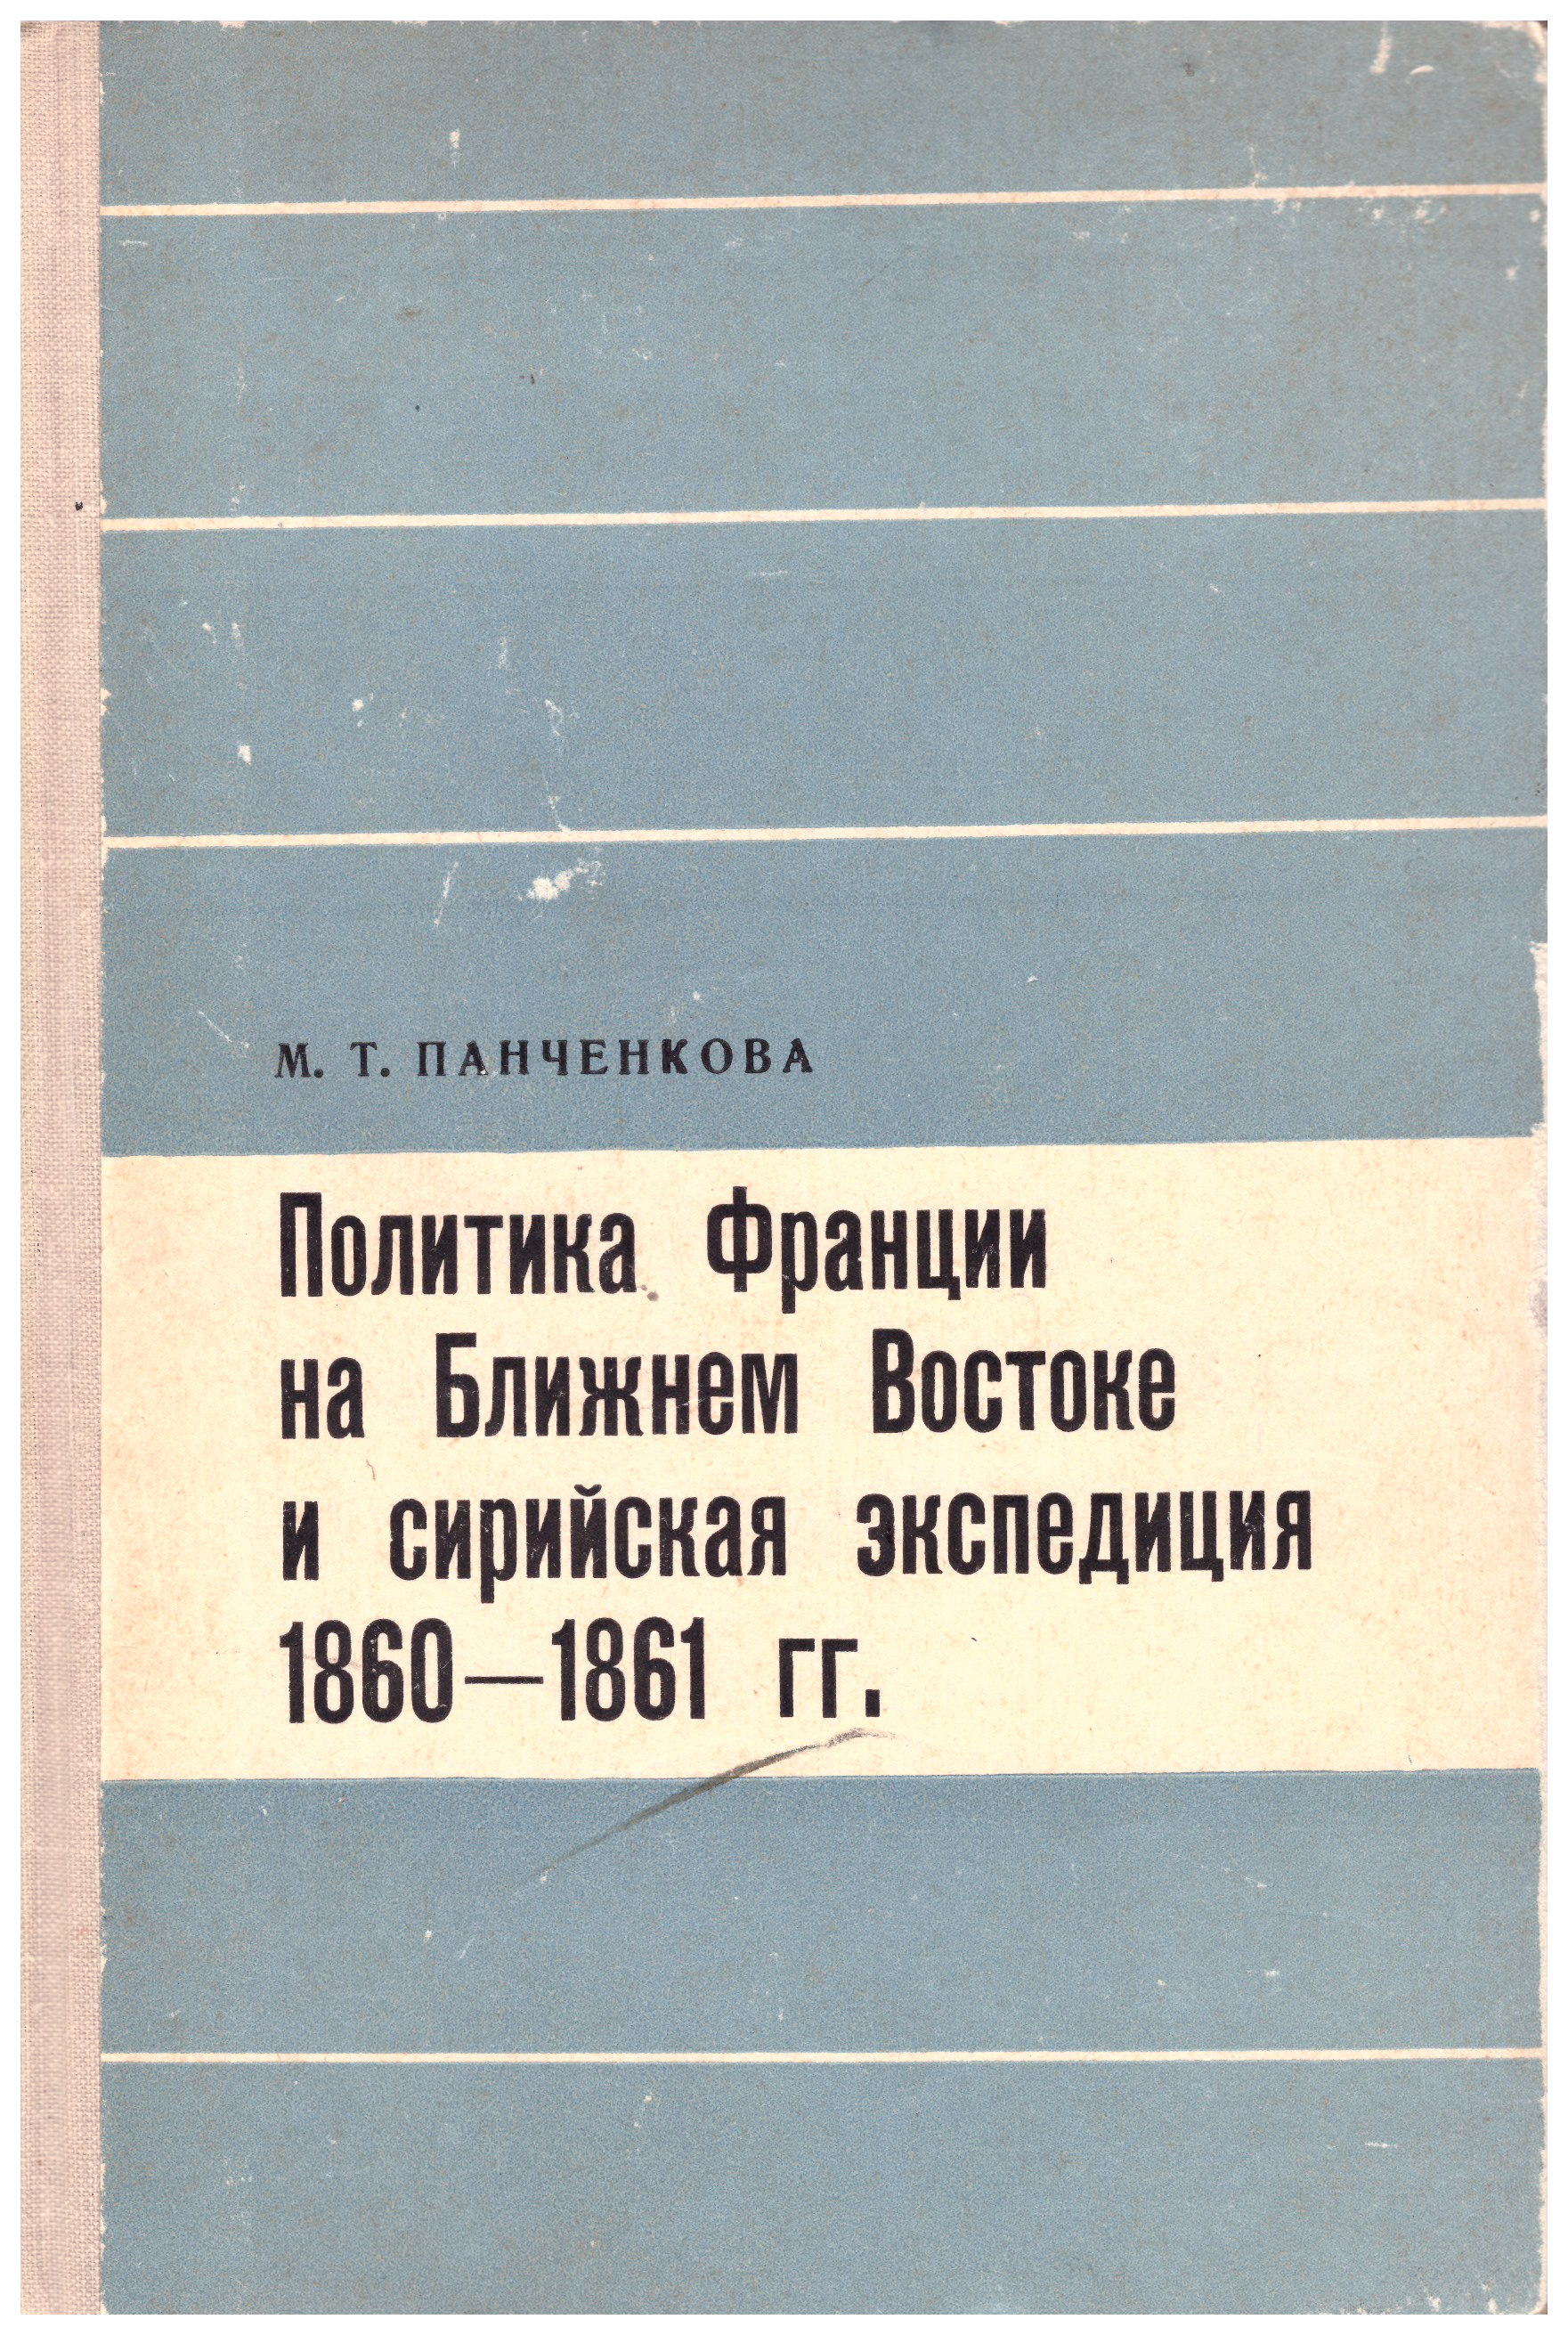 М. Т. ПАНЧЕНКОВА
Политика Франции
на Ближнем Востоке
и сирийская экспедиция
1860—1861 гг.